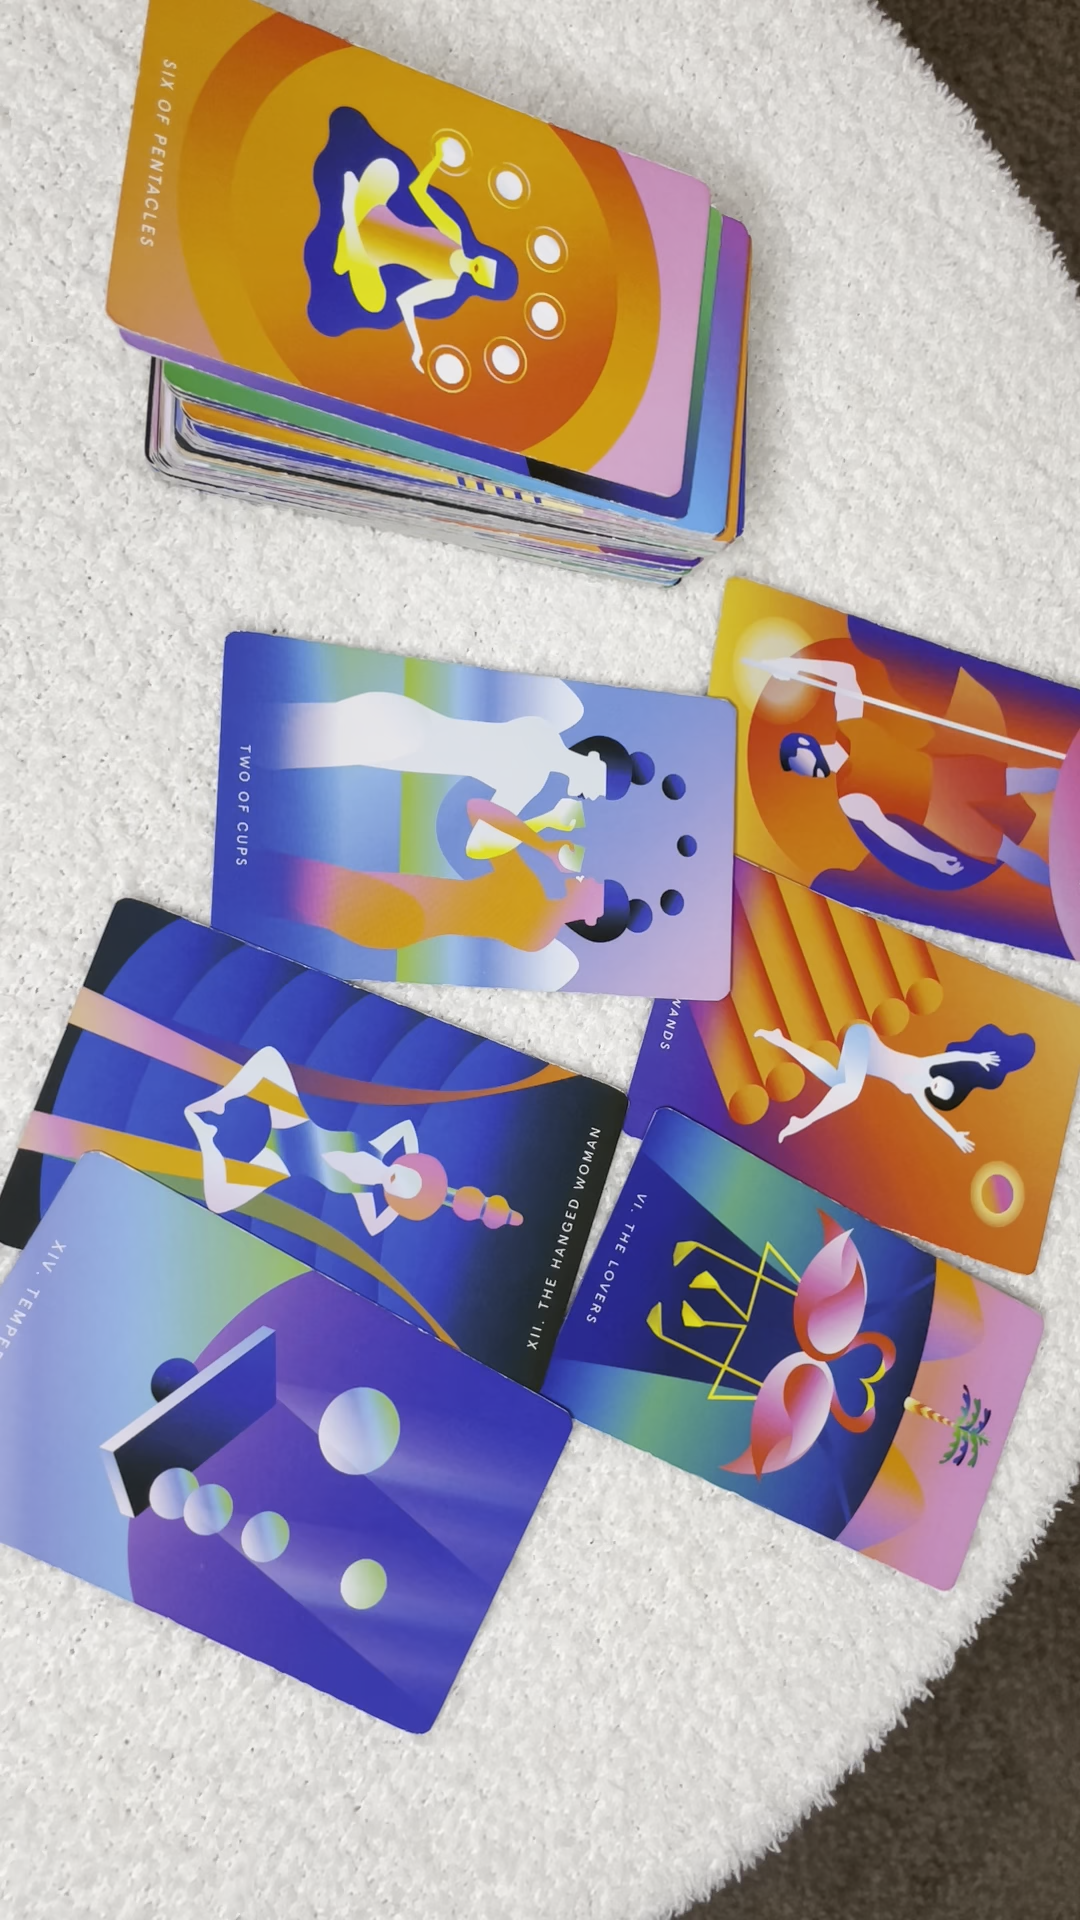 SIX OF PENTACLES
TWO OF CUPS
WANDS
XII. THE HANGED WOMAN
VI. THE LOVERS
XIV. TEMPE